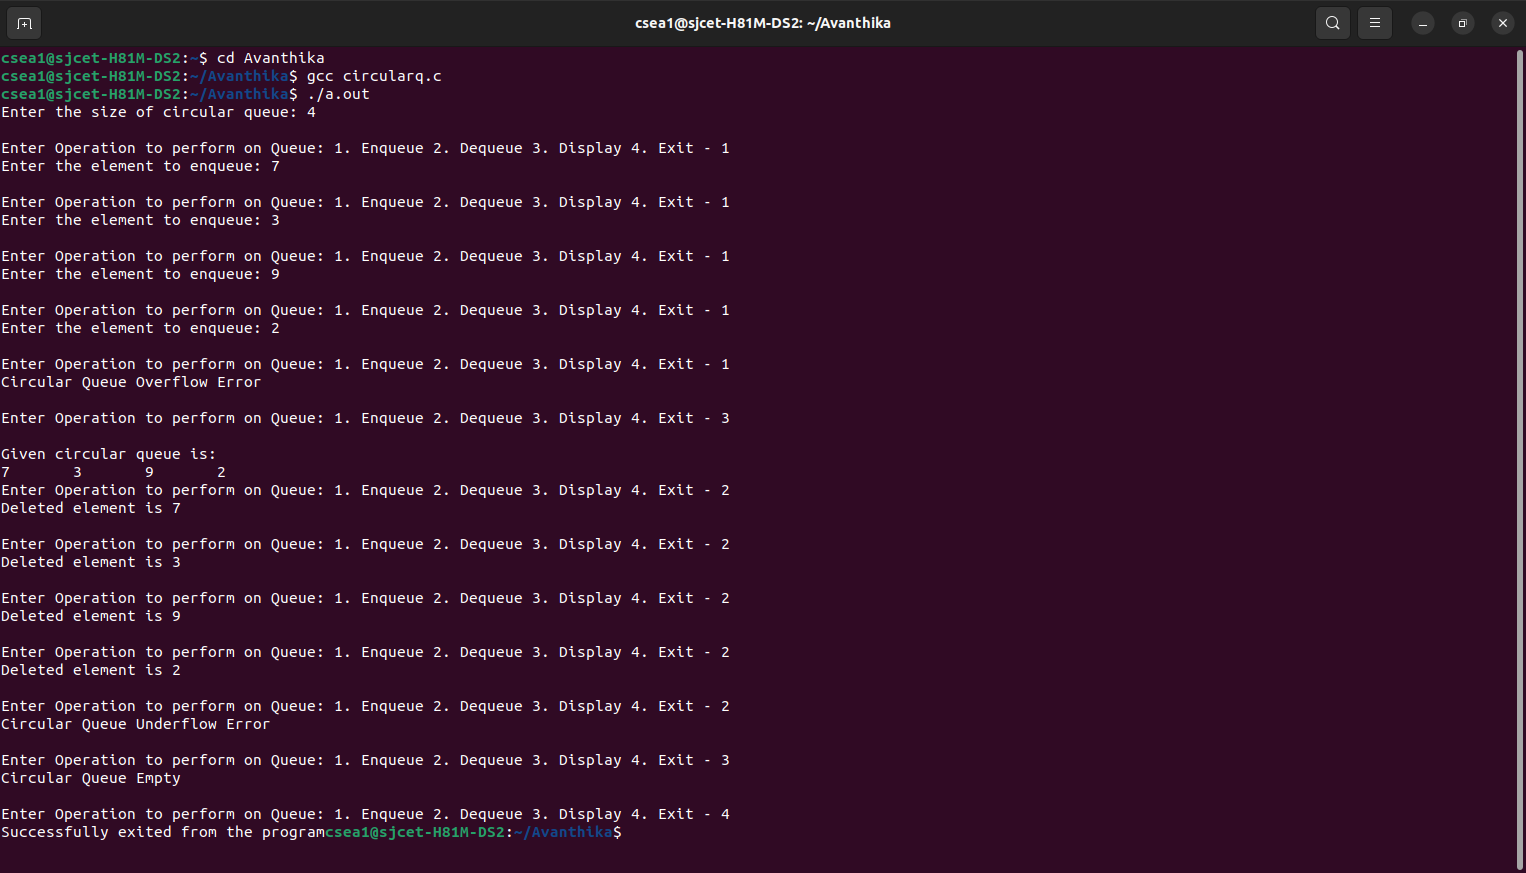 csea1@sjcet-H81M-DS2: ~/Avanthika
csea1@sjcet-H81M-DS2:~$ cd Avanthika
csea1@sjcet-H81M-DS2:~/Avanthika$ gcc circularq.c
csea1@sjcet-H81M-DS2:~/Avanthika$ ./a.out
Enter the size of circular queue: 4
Enter Operation to perform on Queue: 1. Enqueue 2. Dequeue 3. Display 4. Exit - 1
Enter the element to enqueue: 7
Enter Operation to perform on Queue: 1. Enqueue 2. Dequeue 3. Display 4. Exit - 1
Enter the element to enqueue: 3
Enter Operation to perform on Queue: 1. Enqueue 2. Dequeue 3. Display 4. Exit - 1
Enter the element to enqueue: 9
Enter Operation to perform on Queue: 1. Enqueue 2. Dequeue 3. Display 4. Exit - 1
Enter the element to enqueue: 2
Enter Operation to perform on Queue: 1. Enqueue 2. Dequeue 3. Display 4. Exit - 1
Circular Queue Overflow Error
Enter Operation to perform on Queue: 1. Enqueue 2. Dequeue 3. Display 4. Exit - 3
Given circular queue is:
7 3 9 2
Enter Operation to perform on Queue: 1. Enqueue 2. Dequeue 3. Display 4. Exit - 2
Deleted element is 7
Enter Operation to perform on Queue: 1. Enqueue 2. Dequeue 3. Display 4. Exit - 2
Deleted element is 3
Enter Operation to perform on Queue: 1. Enqueue 2. Dequeue 3. Display 4. Exit - 2
Deleted element is 9
Enter Operation to perform on Queue: 1. Enqueue 2. Dequeue 3. Display 4. Exit - 2
Deleted element is 2
Enter Operation to perform on Queue: 1. Enqueue 2. Dequeue 3. Display 4. Exit - 2
Circular Queue Underflow Error
Enter Operation to perform on Queue: 1. Enqueue 2. Dequeue 3. Display 4. Exit - 3
Circular Queue Empty
Enter Operation to perform on Queue: 1. Enqueue 2. Dequeue 3. Display 4. Exit - 4
Successfully exited from the programcsea1@sjcet-H81M-DS2:~/Avanthika$